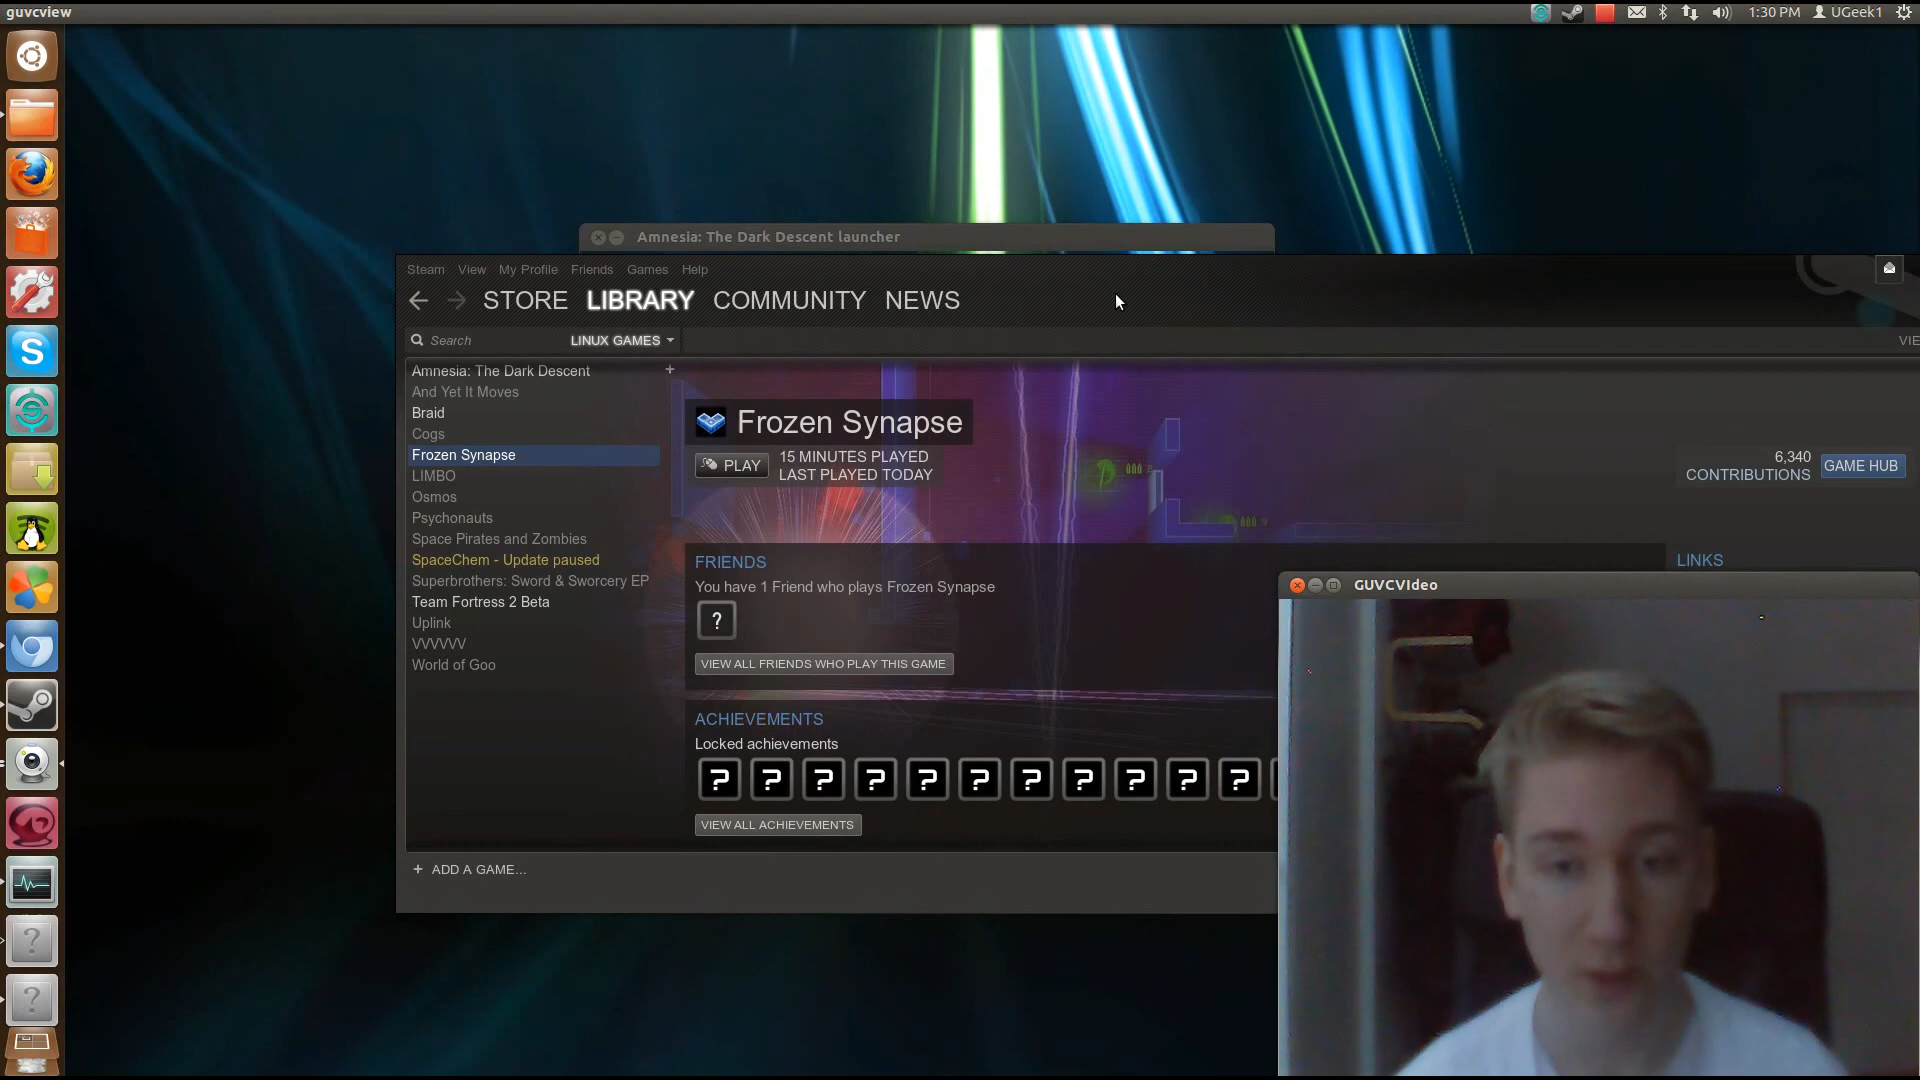 guvcview
1:30 PM UGeek1
Amnesia: The Dark Descent launcher
Steam View My Profile Friends Games Help
STORE LIBRARY COMMUNITY NEWS
Search LINUX GAMES VIE
Amnesia: The Dark Descent +
And Yet It Moves
Braid
Cogs
Frozen Synapse
LIMBO
Osmos
Psychonauts
Space Pirates and Zombies
SpaceChem - Update paused
Superbrothers: Sword & Sworcery EP
Team Fortress 2 Beta
Uplink
VVVVVV
World of Goo
+ ADD A GAME...
Frozen Synapse
PLAY
15 MINUTES PLAYED
LAST PLAYED TODAY
6,340
CONTRIBUTIONS
GAME HUB
FRIENDS
You have 1 Friend who plays Frozen Synapse
?
VIEW ALL FRIENDS WHO PLAY THIS GAME
LINKS
ACHIEVEMENTS
Locked achievements
? ? ? ? ? ? ? ? ? ? ?
VIEW ALL ACHIEVEMENTS
GUVCVIdeo